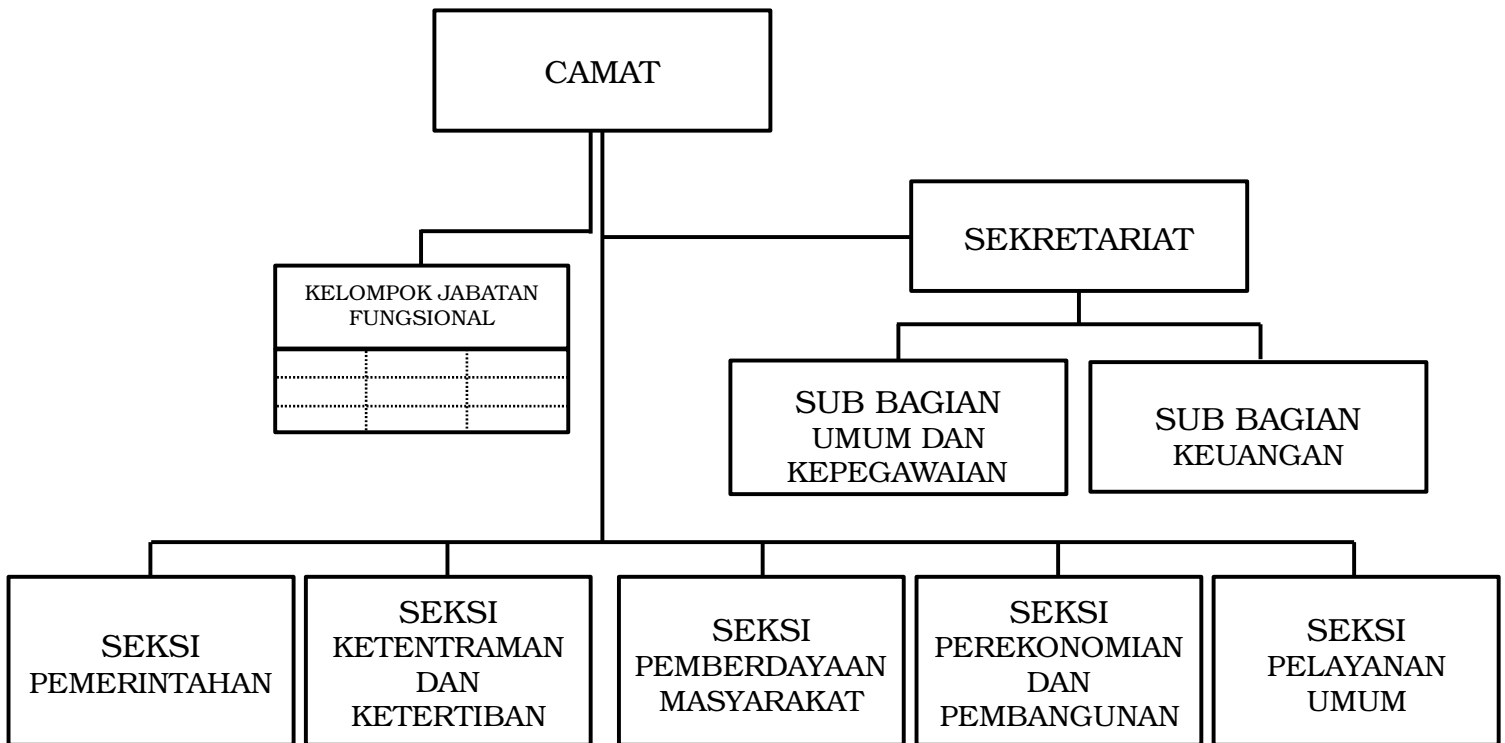 CAMAT
SEKRETARIAT
KELOMPOK JABATAN
FUNGSIONAL
SUB BAGIAN
UMUM DAN
KEPEGAWAIAN
SUB BAGIAN
KEUANGAN
SEKSI
PEMERINTAHAN
SEKSI
KETENTRAMAN
DAN
KETERTIBAN
SEKSI
PEMBERDAYAAN
MASYARAKAT
SEKSI
PEREKONOMIAN
DAN
PEMBANGUNAN
SEKSI
PELAYANAN
UMUM